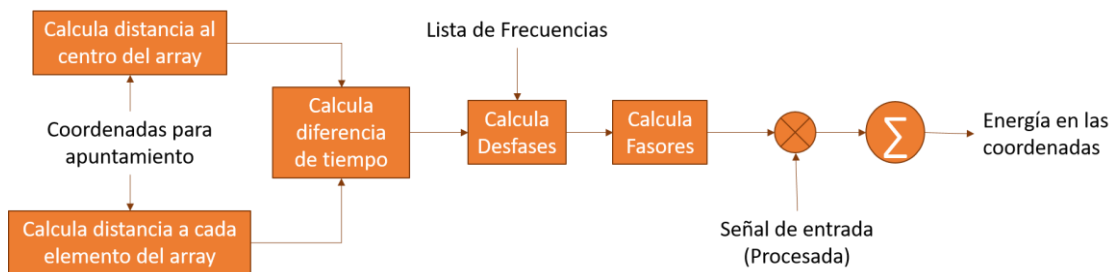 Calcula distancia al
centro del array
Lista de Frecuencias
Coordenadas para
apuntamiento
Calcula
diferencia
de tiempo
Calcula
Desfases
Calcula
Fasores
∑
Energía en las
coordenadas
Calcula distancia a cada
elemento del array
Señal de entrada
(Procesada)